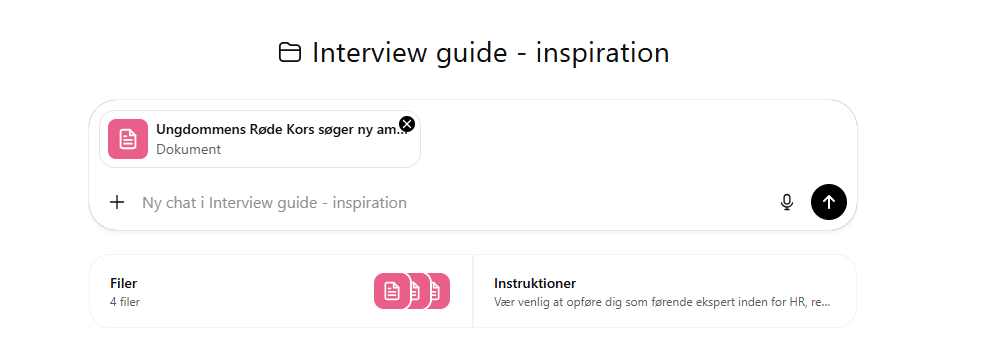 Interview guide - inspiration
Ungdommens Røde Kors søger ny am...
Dokument
Ny chat i Interview guide - inspiration
Filer
4 filer
Instruktioner
Vær venlig at opføre dig som førende ekspert inden for HR, re...